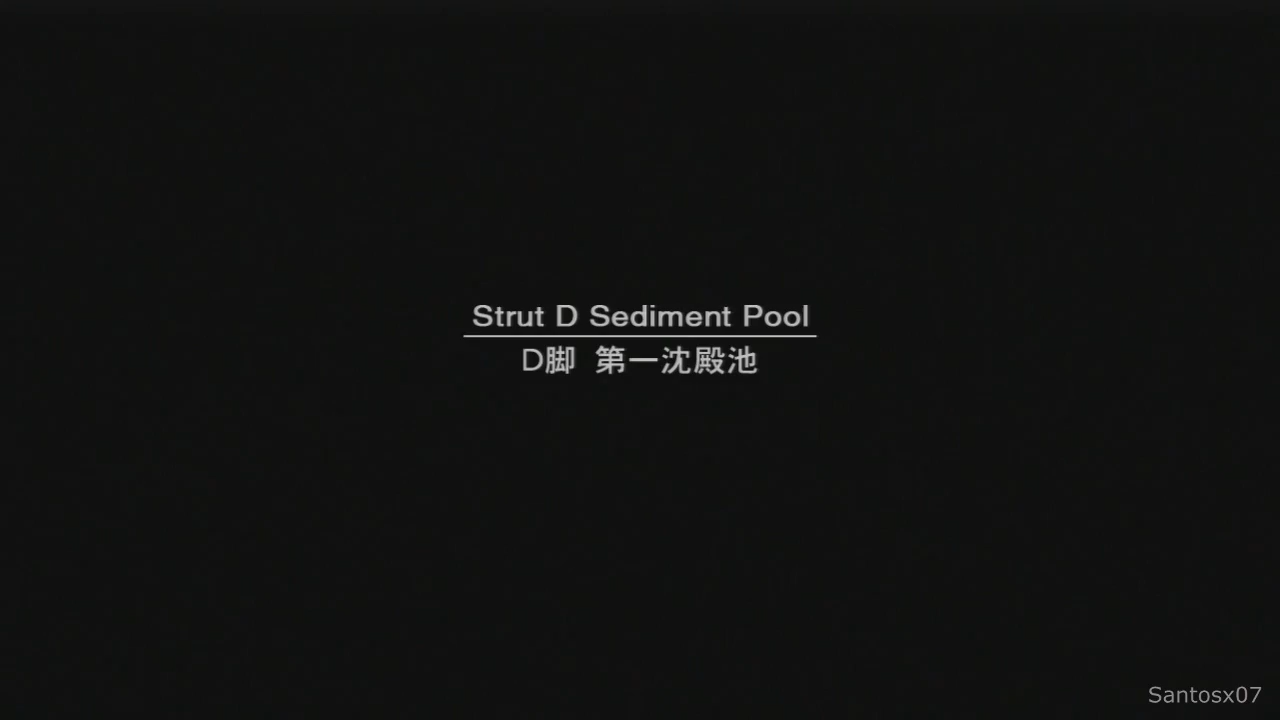 Strut D Sediment Pool
D脚 第一沈殿池
Santosx07